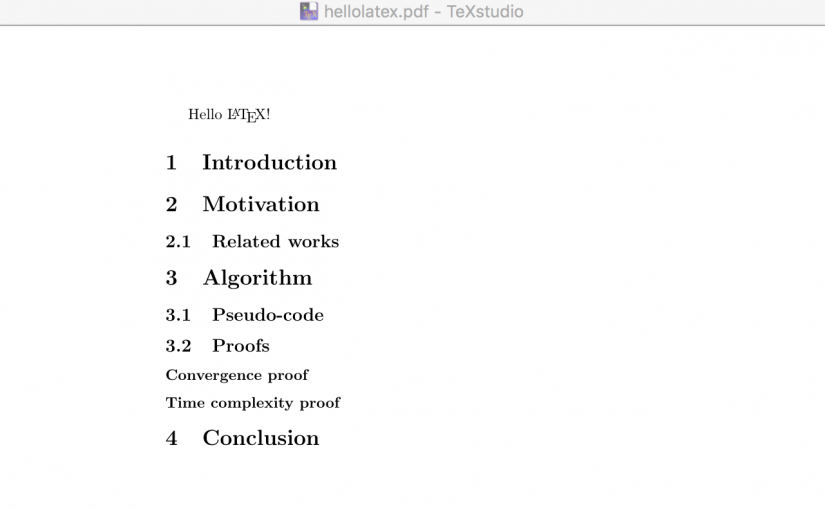 hellolatex.pdf - TeXstudio
Hello LATEX!
1 Introduction
2 Motivation
2.1 Related works
3 Algorithm
3.1 Pseudo-code
3.2 Proofs
Convergence proof
Time complexity proof
4 Conclusion